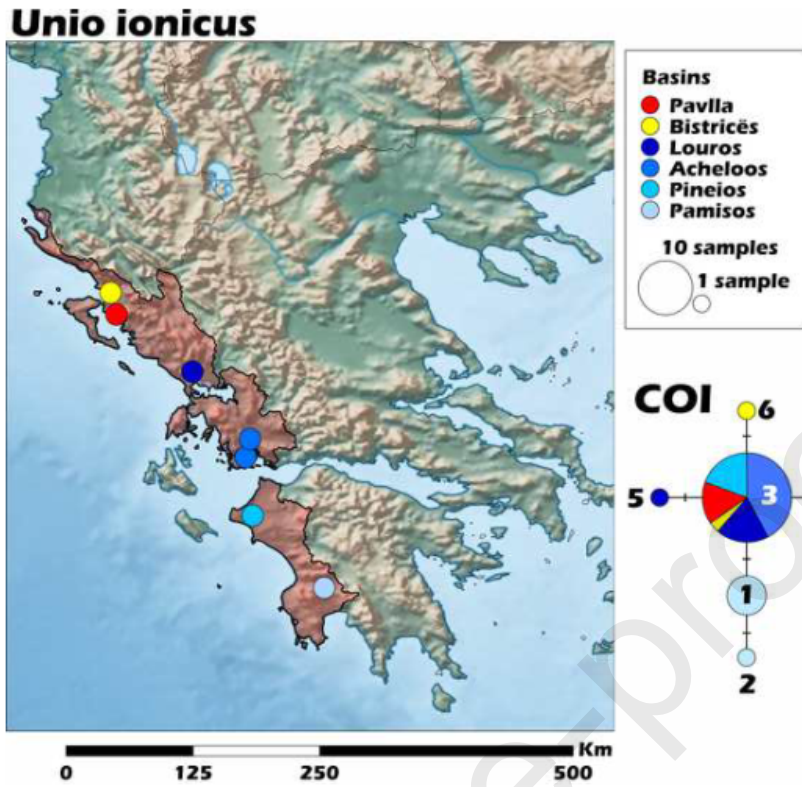 Unio ionicus
Basins
Pavlla
Bistricës
Louros
Acheloos
Pineios
Pamisos
10 samples
1 sample
COI
6
5
3
1
2
Km
0 125 250 500
e-pro